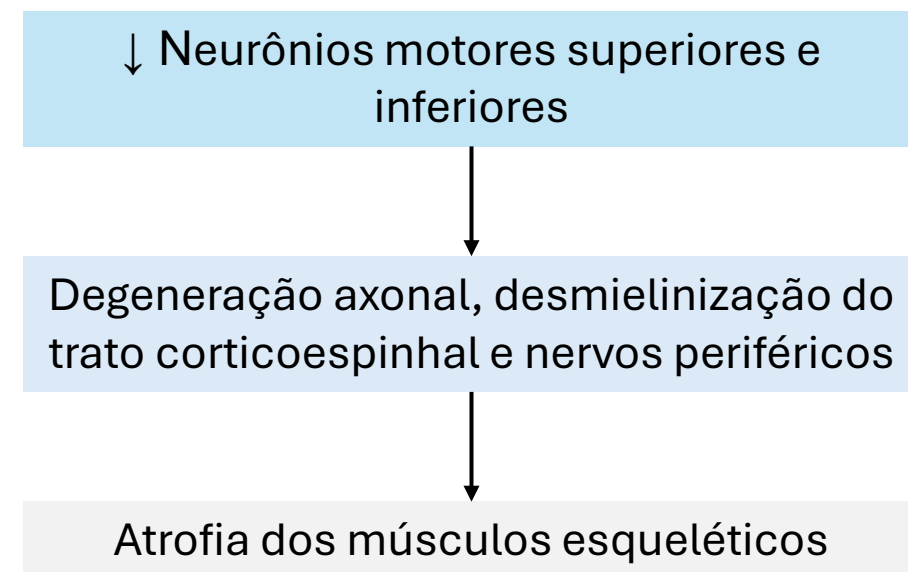 ↓ Neurônios motores superiores e
inferiores
Degeneração axonal, desmielinização do
trato corticoespinhal e nervos periféricos
Atrofia dos músculos esqueléticos